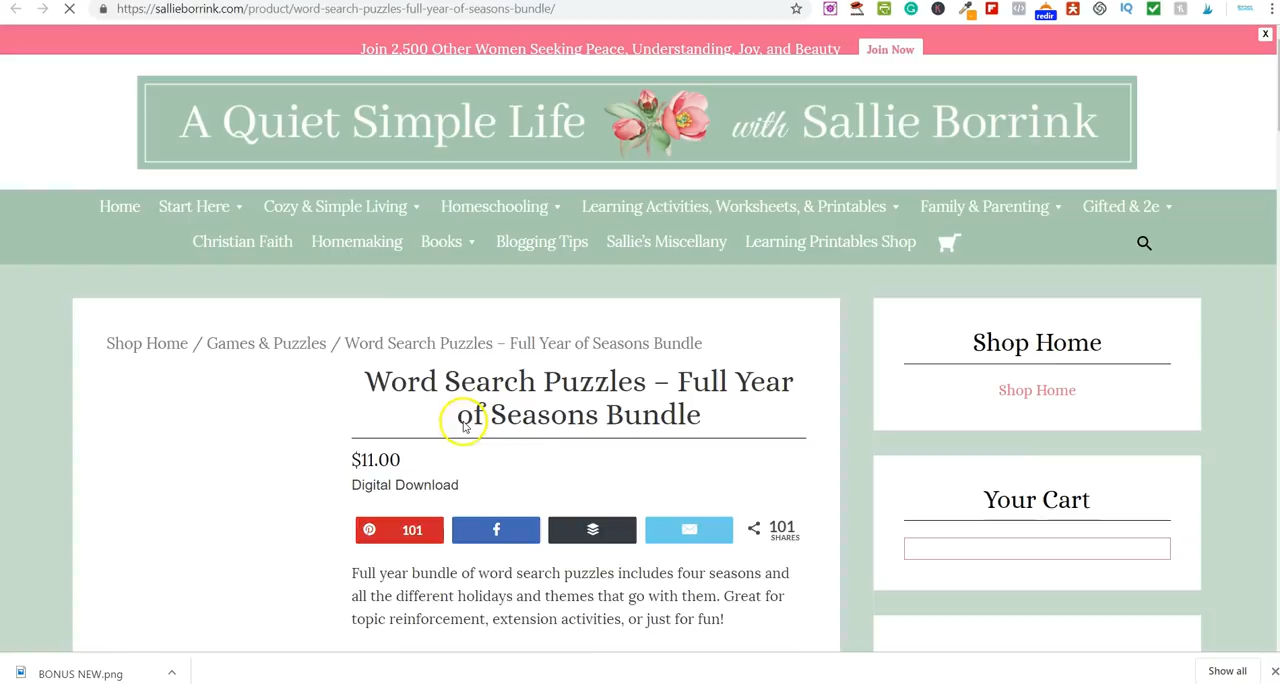 https://sallieborrink.com/product/word-search-puzzles-full-year-of-seasons-bundle/
redir
IQ
Join 2,500 Other Women Seeking Peace, Understanding, Joy, and Beauty
Join Now
X
A Quiet Simple Life with Sallie Borrink
Home Start Here Cozy & Simple Living Homeschooling Learning Activities, Worksheets, & Printables Family & Parenting Gifted & 2e
Christian Faith Homemaking Books Blogging Tips Sallie's Miscellany Learning Printables Shop
Shop Home / Games & Puzzles / Word Search Puzzles – Full Year of Seasons Bundle
Word Search Puzzles – Full Year
of Seasons Bundle
$11.00
Digital Download
101
101
SHARES
Full year bundle of word search puzzles includes four seasons and
all the different holidays and themes that go with them. Great for
topic reinforcement, extension activities, or just for fun!
Shop Home
Shop Home
Your Cart
BONUS NEW.png
Show all